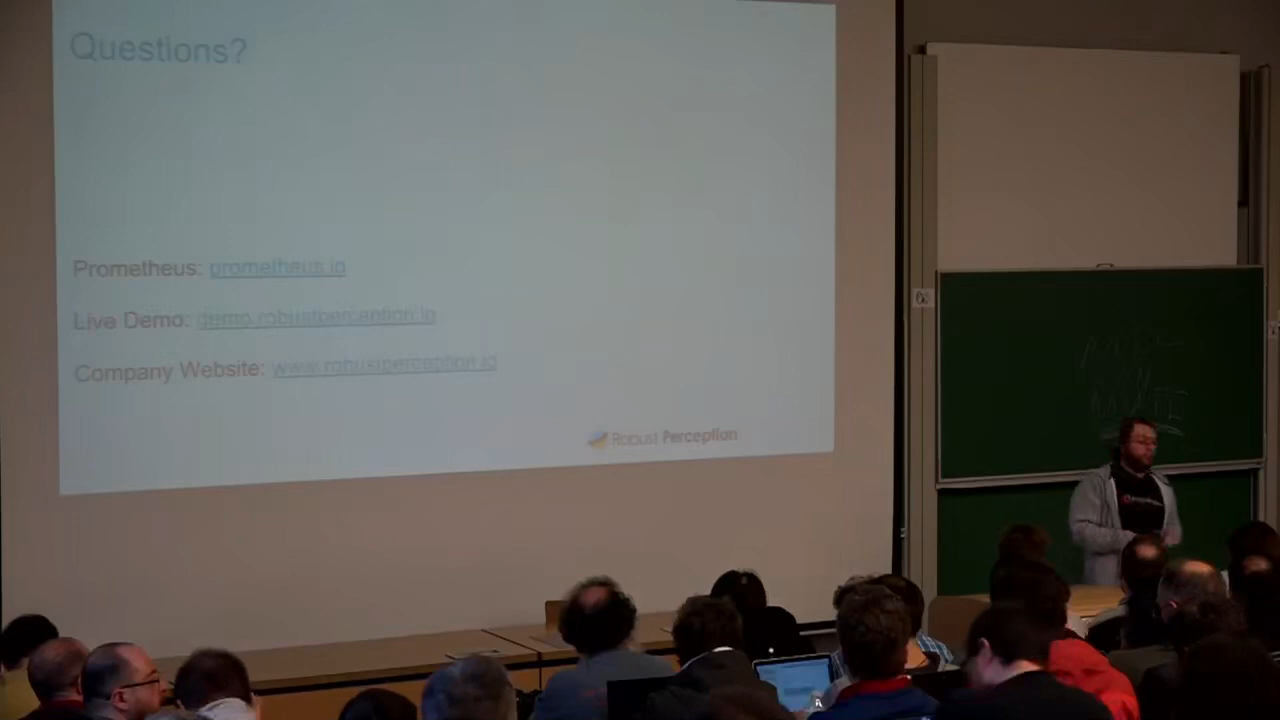 Questions?
Prometheus: prometheus.io
Live Demo: demo.robustperception.io
Company Website: www.robustperception.io
Robust Perception